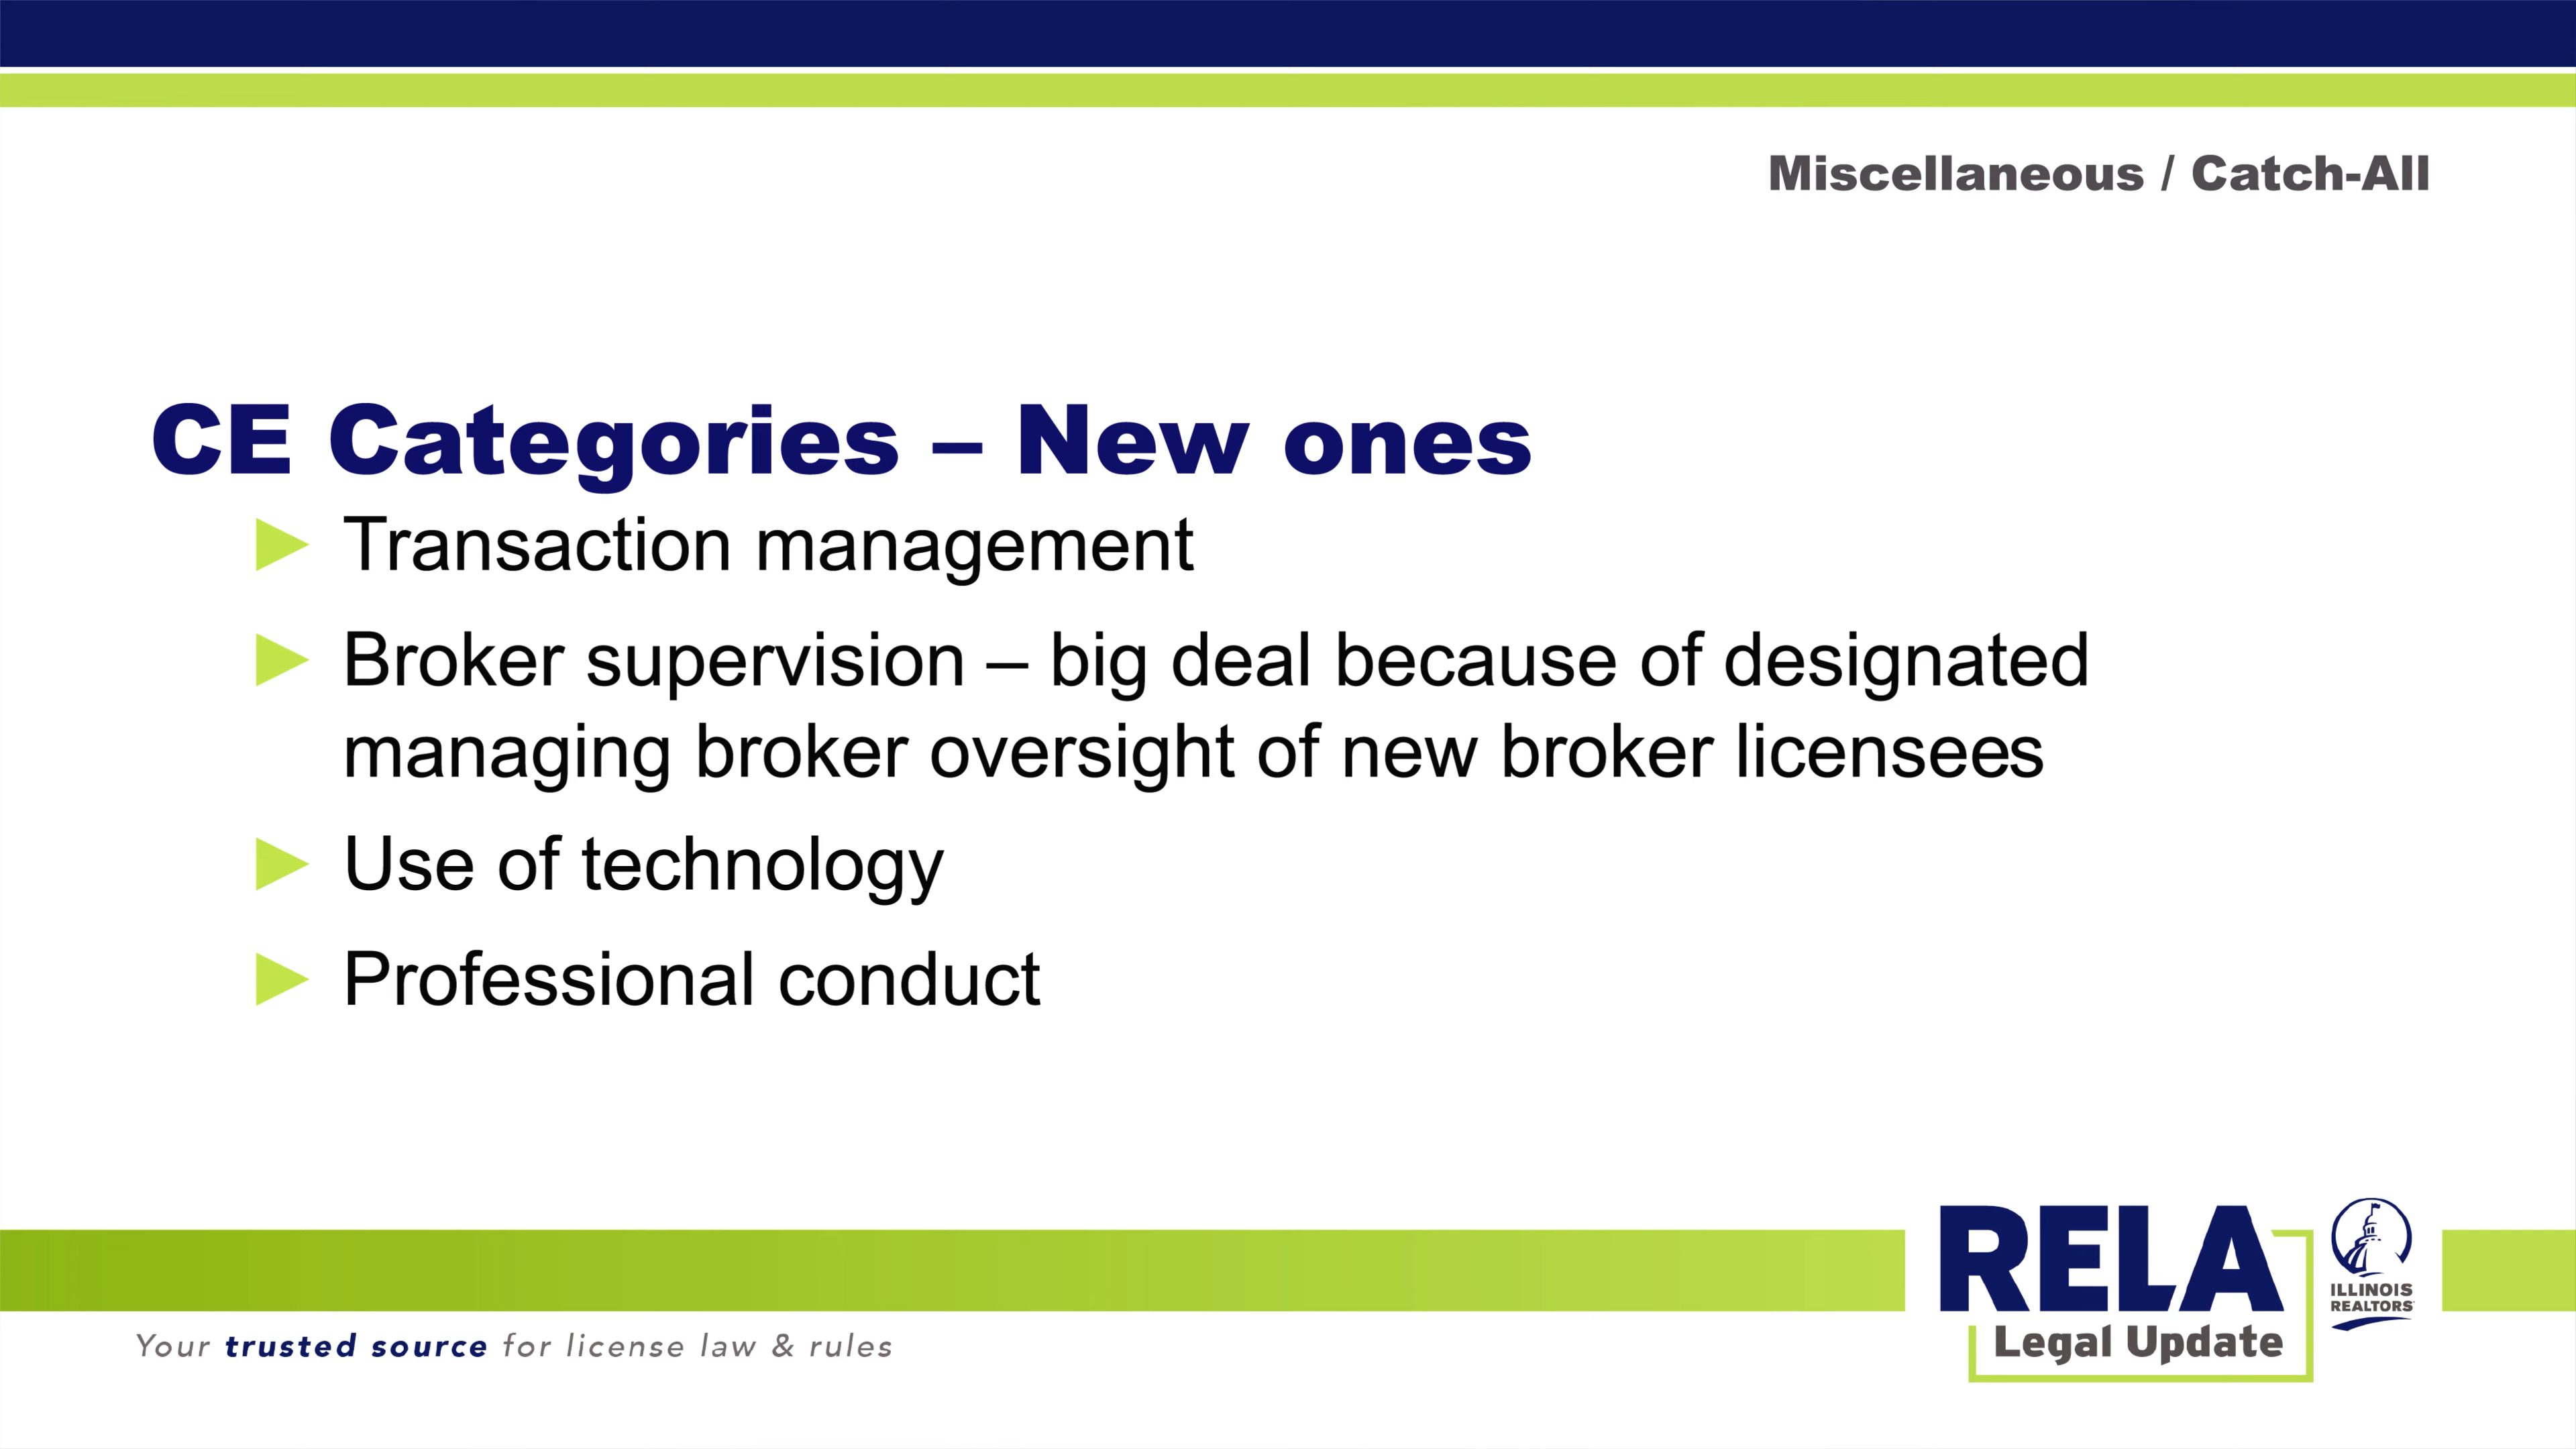 Miscellaneous / Catch-All
CE Categories – New ones
Transaction management
Broker supervision – big deal because of designated
managing broker oversight of new broker licensees
Use of technology
Professional conduct
RELA
Legal Update
ILLINOIS
REALTORS
Your trusted source for license law & rules